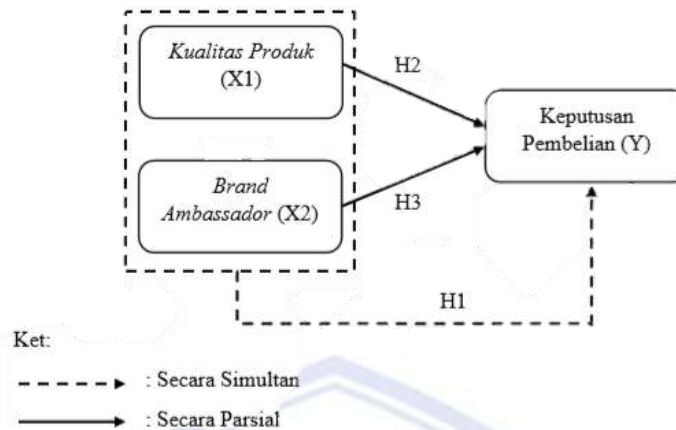 Kualitas Produk
(X1)
H2
Keputusan
Pembelian (Y)
Brand
Ambassador (X2)
H3
H1
Ket:
: Secara Simultan
: Secara Parsial